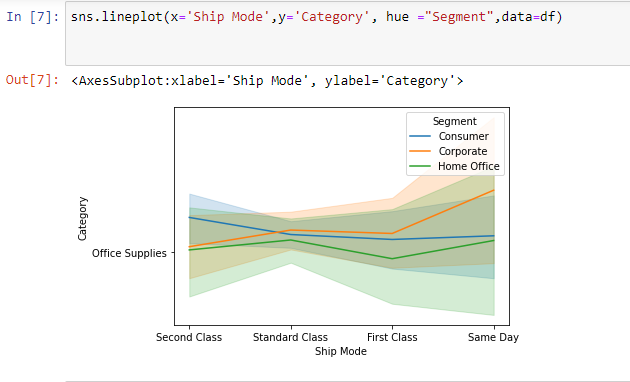 In [7]: sns.lineplot(x='Ship Mode',y='Category', hue ="Segment",data=df)
Out[7]: <AxesSubplot:xlabel='Ship Mode', ylabel='Category'>
Segment
Consumer
Corporate
Home Office
Category
Office Supplies
Second Class Standard Class First Class Same Day
Ship Mode